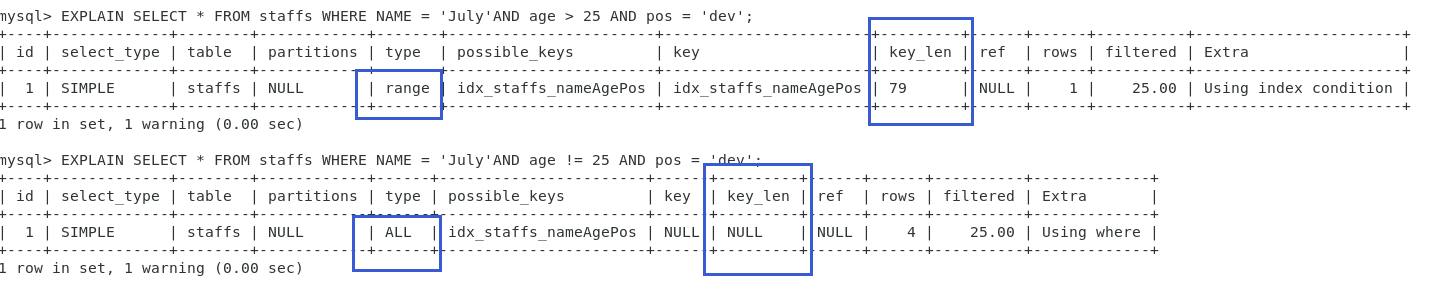 mysql> EXPLAIN SELECT * FROM staffs WHERE NAME = 'July'AND age > 25 AND pos = 'dev';
+----+-------------+--------+------------+-------+-----------------------+-----------------------+---------+------+------+----------+-----------------------+
| id | select_type | table  | partitions | type  | possible_keys         | key                   | key_len | ref  | rows | filtered | Extra                 |
+----+-------------+--------+------------+-------+-----------------------+-----------------------+---------+------+------+----------+-----------------------+
|  1 | SIMPLE      | staffs | NULL       | range | idx_staffs_nameAgePos | idx_staffs_nameAgePos | 79      | NULL |    1 |    25.00 | Using index condition |
+----+-------------+--------+------------+-------+-----------------------+-----------------------+---------+------+------+----------+-----------------------+
1 row in set, 1 warning (0.00 sec)
mysql> EXPLAIN SELECT * FROM staffs WHERE NAME = 'July'AND age != 25 AND pos = 'dev';
+----+-------------+--------+------------+------+-----------------------+------+---------+------+------+----------+-------------+
| id | select_type | table  | partitions | type | possible_keys         | key  | key_len | ref  | rows | filtered | Extra       |
+----+-------------+--------+------------+------+-----------------------+------+---------+------+------+----------+-------------+
|  1 | SIMPLE      | staffs | NULL       | ALL  | idx_staffs_nameAgePos | NULL | NULL    | NULL |    4 |    25.00 | Using where |
+----+-------------+--------+------------+------+-----------------------+------+---------+------+------+----------+-------------+
1 row in set, 1 warning (0.00 sec)